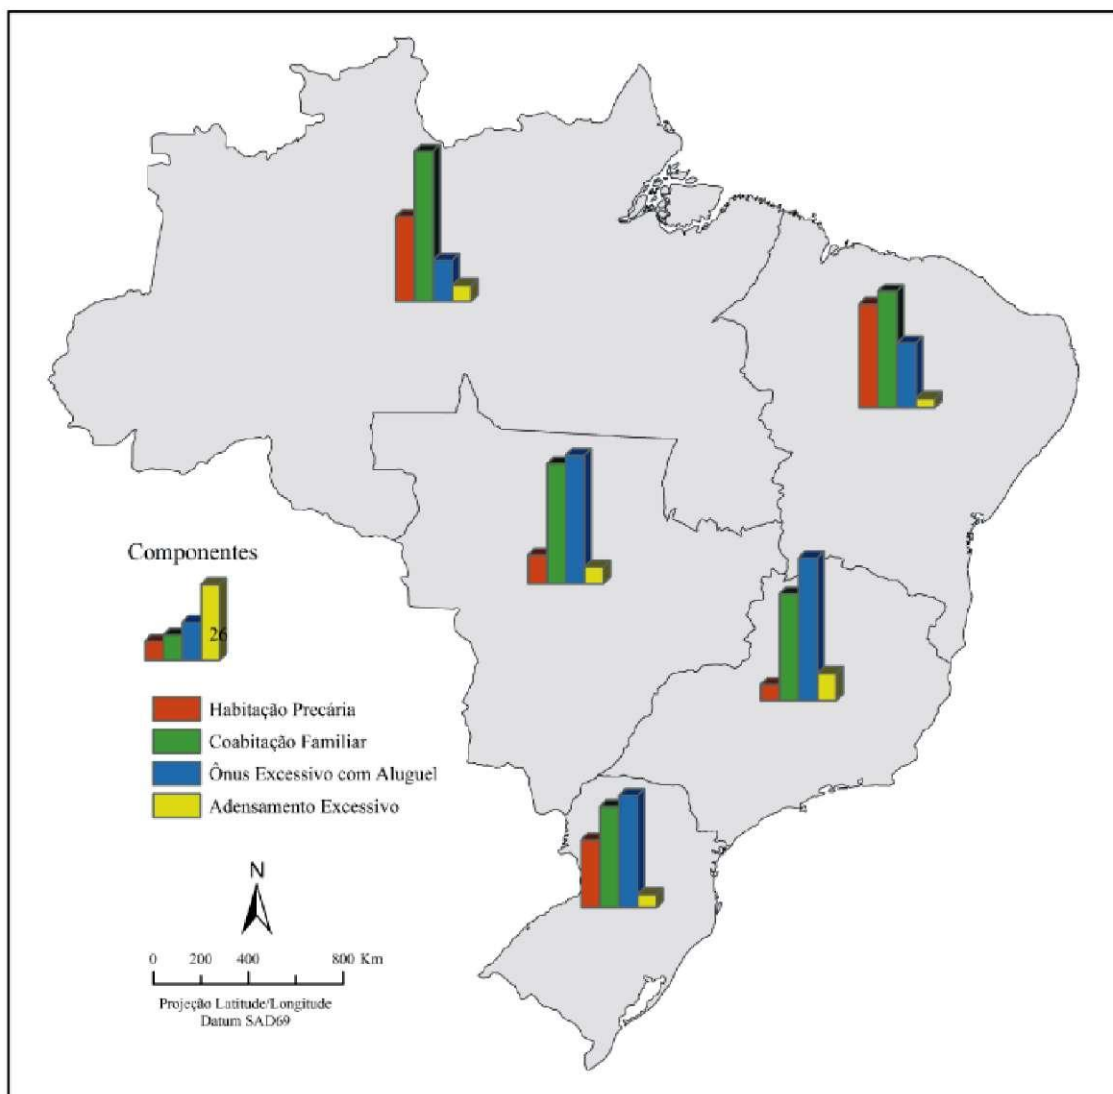 Componentes
26
Habitação Precária
Coabitação Familiar
Ônus Excessivo com Aluguel
Adensamento Excessivo
N
0 200 400 800 Km
Projeção Latitude/Longitude
Datum SAD69